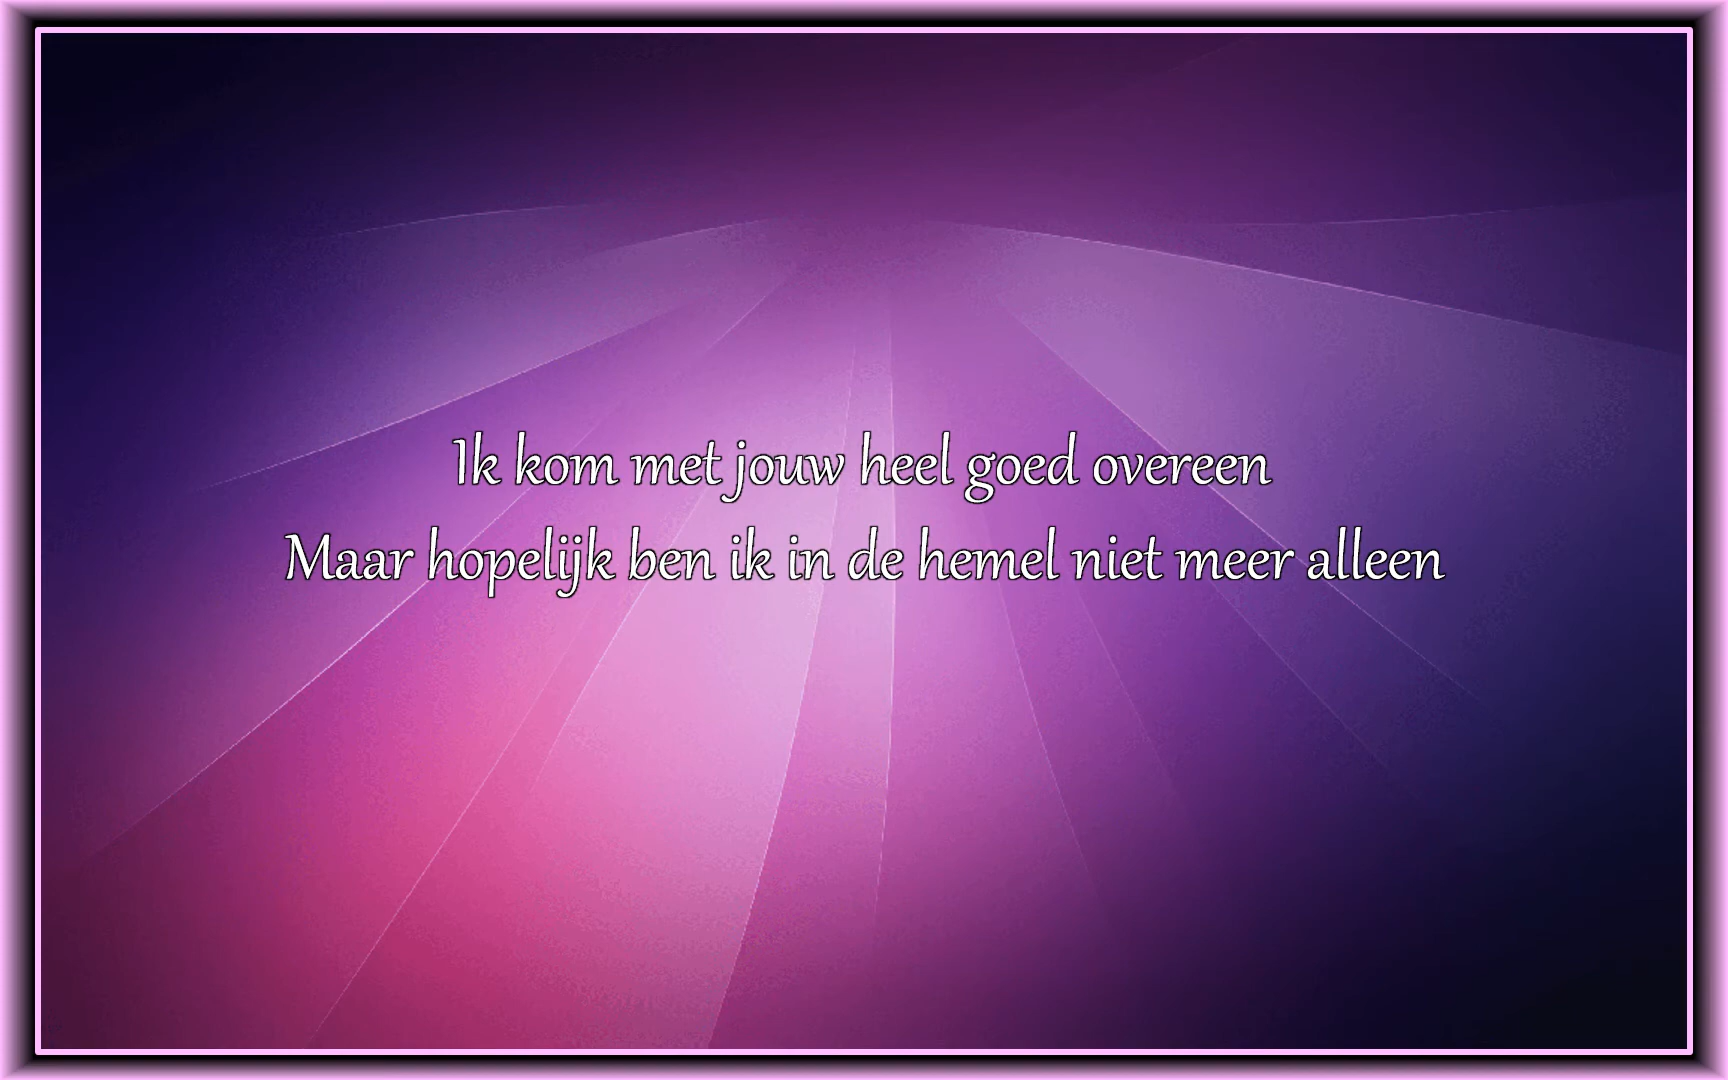 Ik kom met jouw heel goed overeen
Maar hopelijk ben ik in de hemel niet meer alleen